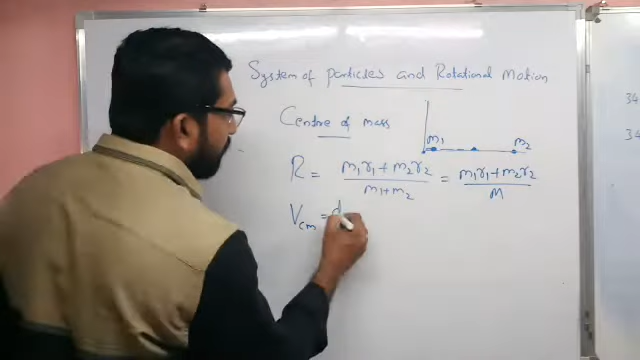 System of Particles and Rotational Motion
Centre of mass
m1 m2
R = m1r1 + m2r2 / m1+m2 = m1r1+m2r2 / M
Vcm = d
34
34